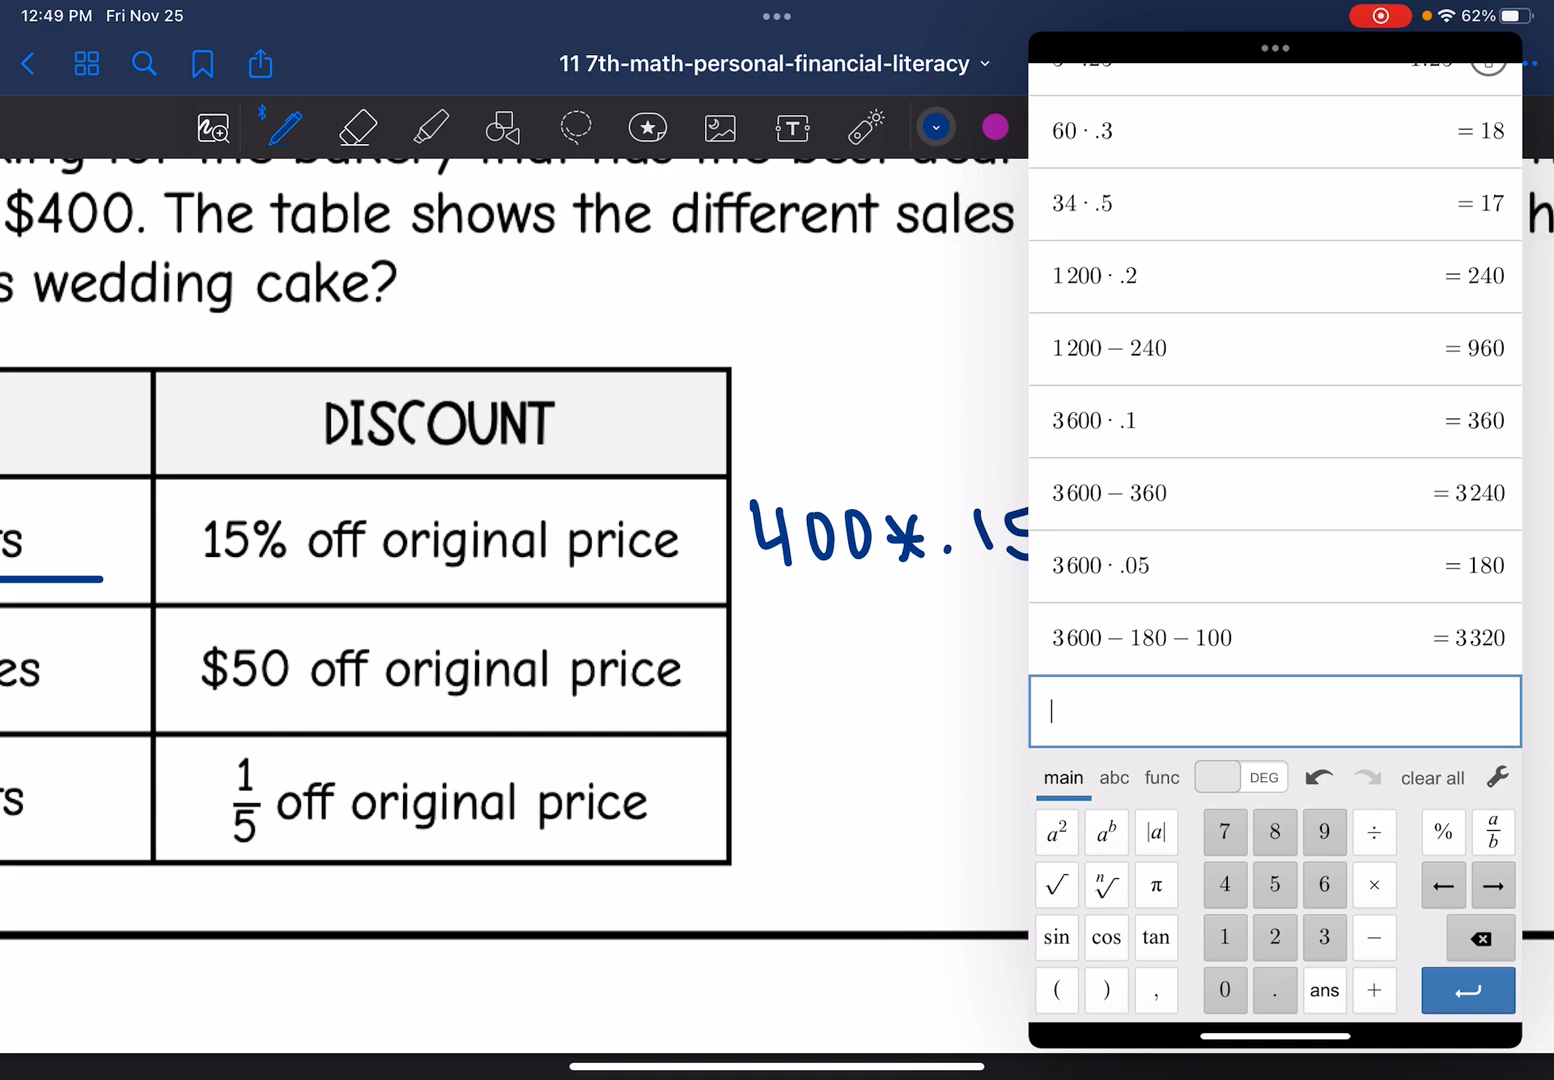 12:49 PM Fri Nov 25
62%
11 7th-math-personal-financial-literacy
$400. The table shows the different sales
h
s wedding cake?
DISCOUNT
s
15% off original price
400*.15
es
$50 off original price
s
1/5 off original price
60 · .3 = 18
34 · .5 = 17
1200 · .2 = 240
1200 − 240 = 960
3600 · .1 = 360
3600 − 360 = 3240
3600 · .05 = 180
3600 − 180 − 100 = 3320
main abc func DEG clear all
a² aᵇ |a| 7 8 9 ÷ % a/b
√ ⁿ√ π 4 5 6 × ← →
sin cos tan 1 2 3 −
( ) , 0 . ans +